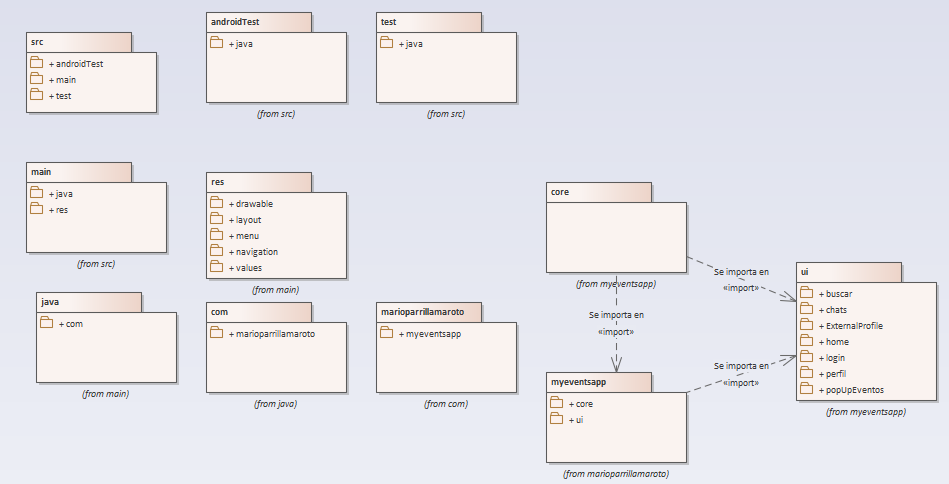 src
+ androidTest
+ main
+ test
androidTest
+ java
(from src)
test
+ java
(from src)
main
+ java
+ res
(from src)
res
+ drawable
+ layout
+ menu
+ navigation
+ values
(from main)
java
+ com
(from main)
com
+ marioparrillamaroto
(from java)
marioparrillamaroto
+ myeventsapp
(from com)
core
(from myeventsapp)
Se importa en
«import»
Se importa en
«import»
myeventsapp
+ core
+ ui
(from marioparrillamaroto)
Se importa en
«import»
ui
+ buscar
+ chats
+ ExternalProfile
+ home
+ login
+ perfil
+ popUpEventos
(from myeventsapp)